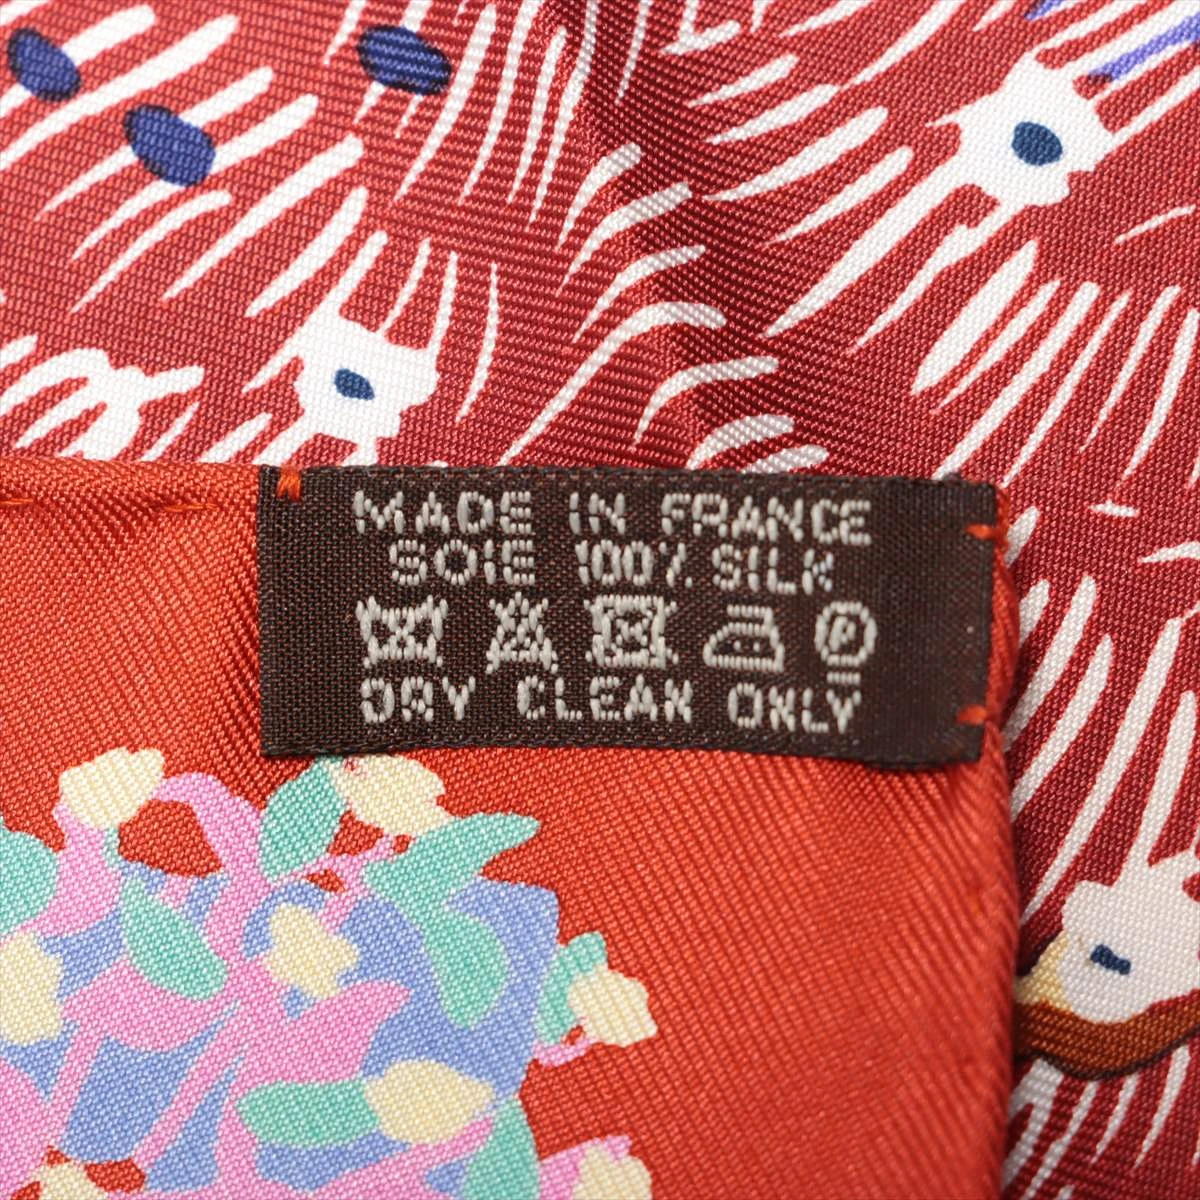 MADE IN FRANCE
SOIE 100% SILK
P
DRY CLEAN ONLY